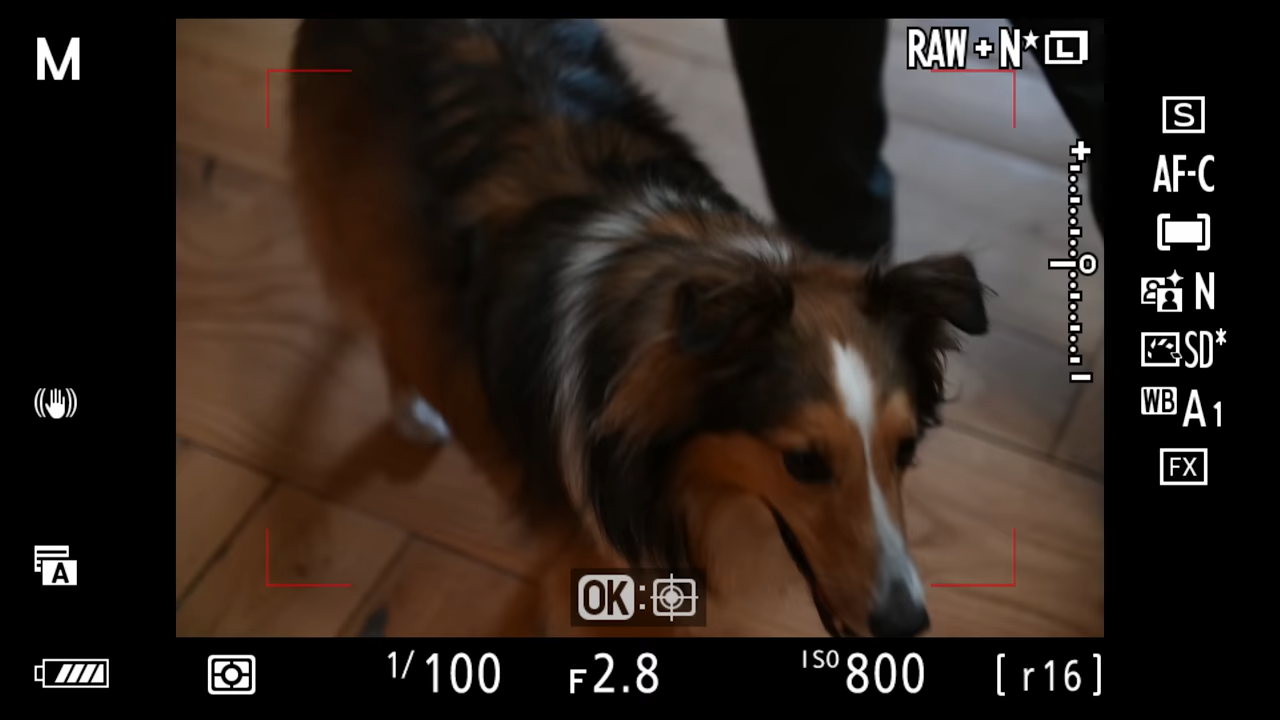 M
RAW + N★ L
S
AF-C
N
SD*
WB A1
FX
A
OK:
1/100 F2.8 ISO 800 [ r16 ]